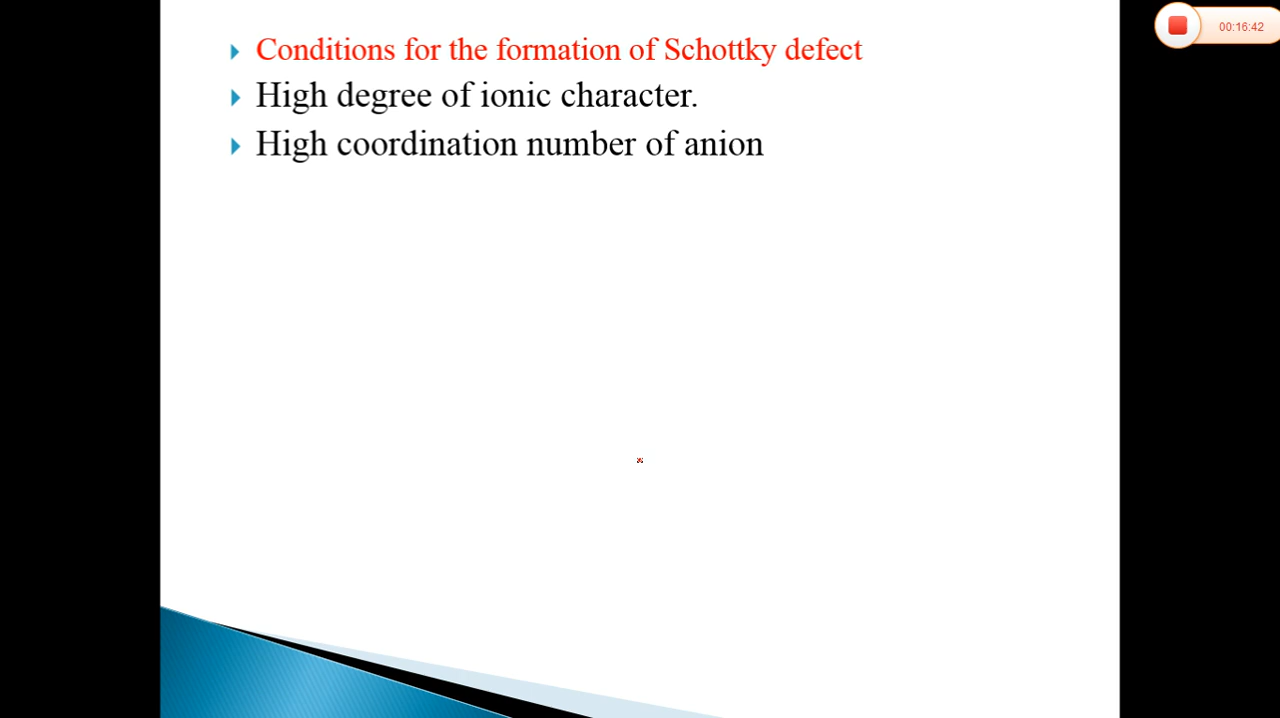 Conditions for the formation of Schottky defect
High degree of ionic character.
High coordination number of anion
00:16:42